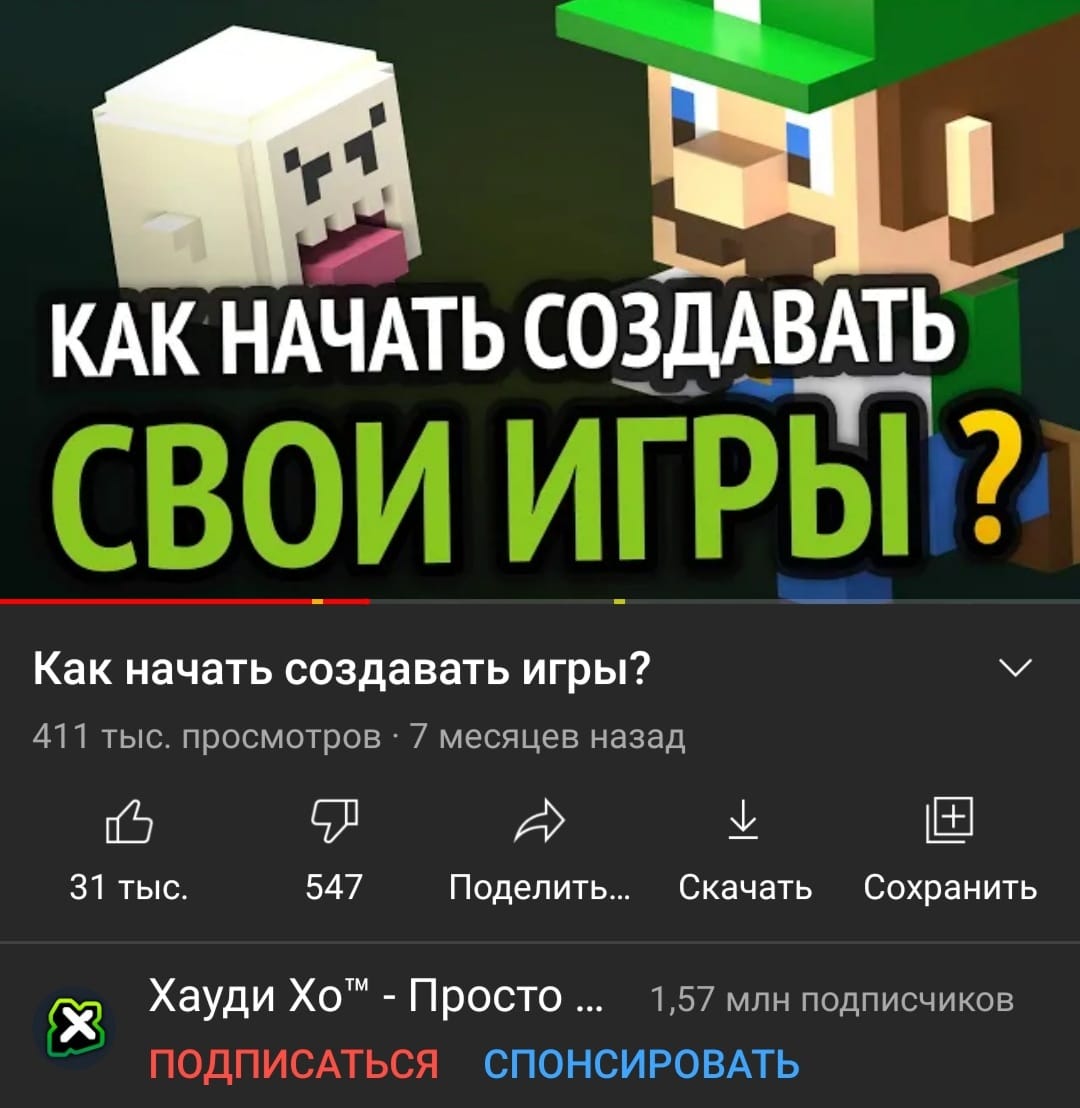 КАК НАЧАТЬ СОЗДАВАТЬ
СВОИ ИГРЫ?
Как начать создавать игры?
411 тыс. просмотров · 7 месяцев назад
31 тыс. 547 Поделить... Скачать Сохранить
Хауди Хо™ - Просто ... 1,57 млн подписчиков
ПОДПИСАТЬСЯ СПОНСИРОВАТЬ